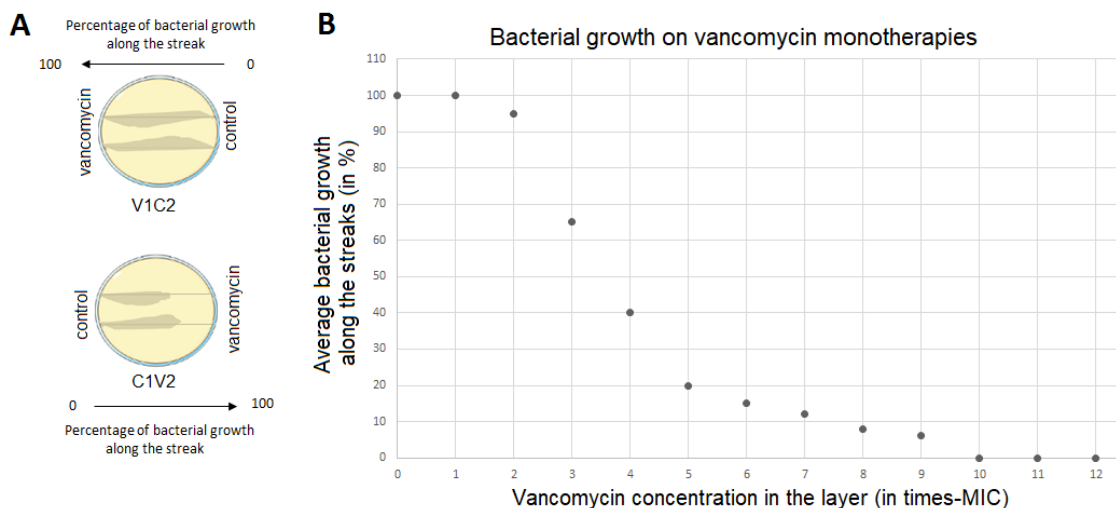 A
Percentage of bacterial growth
along the streak
100
0
vancomycin
control
V1C2
control
vancomycin
C1V2
0
100
Percentage of bacterial growth
along the streak
B
Bacterial growth on vancomycin monotherapies
Average bacterial growth
along the streaks (in %)
110
100
90
80
70
60
50
40
30
20
10
0
0 1 2 3 4 5 6 7 8 9 10 11 12
Vancomycin concentration in the layer (in times-MIC)